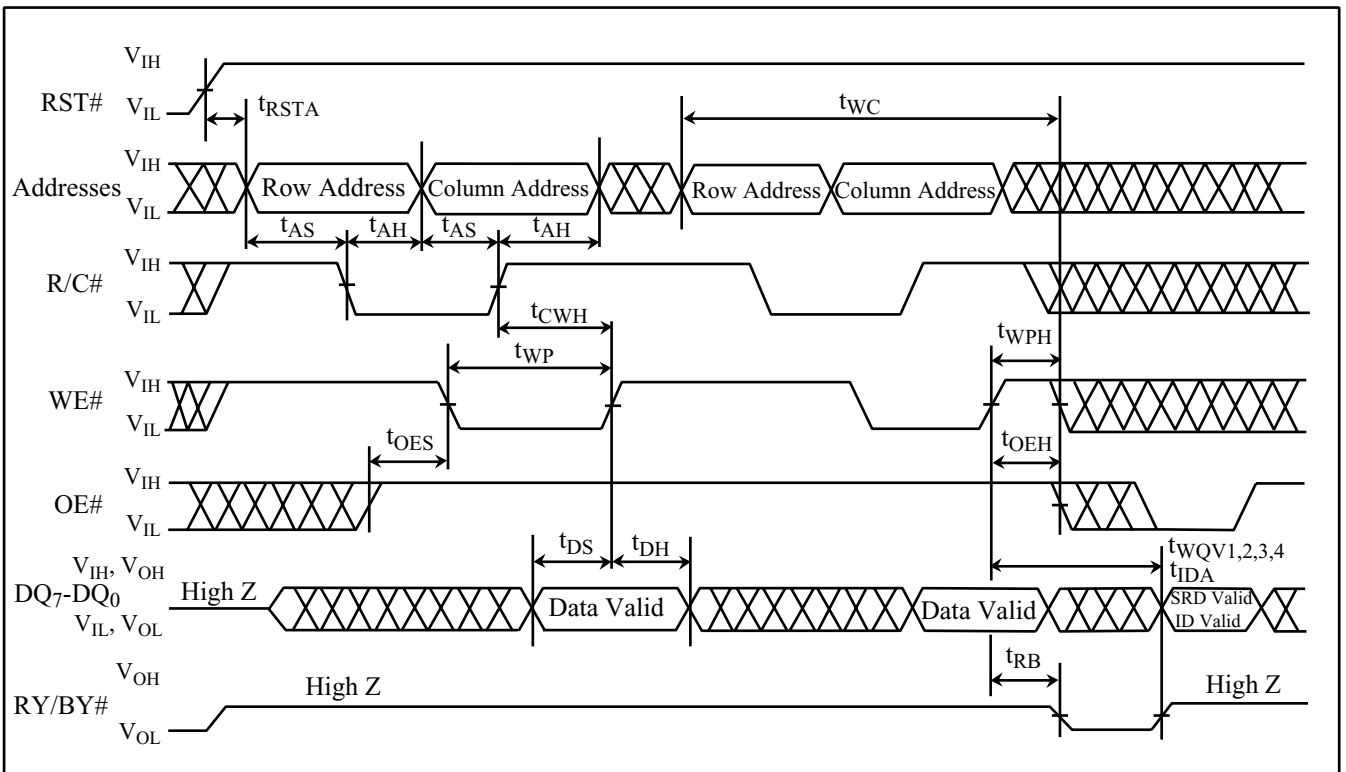 V_IH
RST#
V_IL
t_RSTA
t_WC
V_IH
Addresses
V_IL
Row Address
Column Address
Row Address
Column Address
t_AS
t_AH
t_AS
t_AH
V_IH
R/C#
V_IL
t_CWH
t_WPH
t_WP
V_IH
WE#
V_IL
t_OES
t_OEH
V_IH
OE#
V_IL
t_DS
t_DH
t_WQV1,2,3,4
t_IDA
V_IH, V_OH
DQ_7-DQ_0
V_IL, V_OL
High Z
Data Valid
Data Valid
SRD Valid
ID Valid
t_RB
V_OH
RY/BY#
V_OL
High Z
High Z